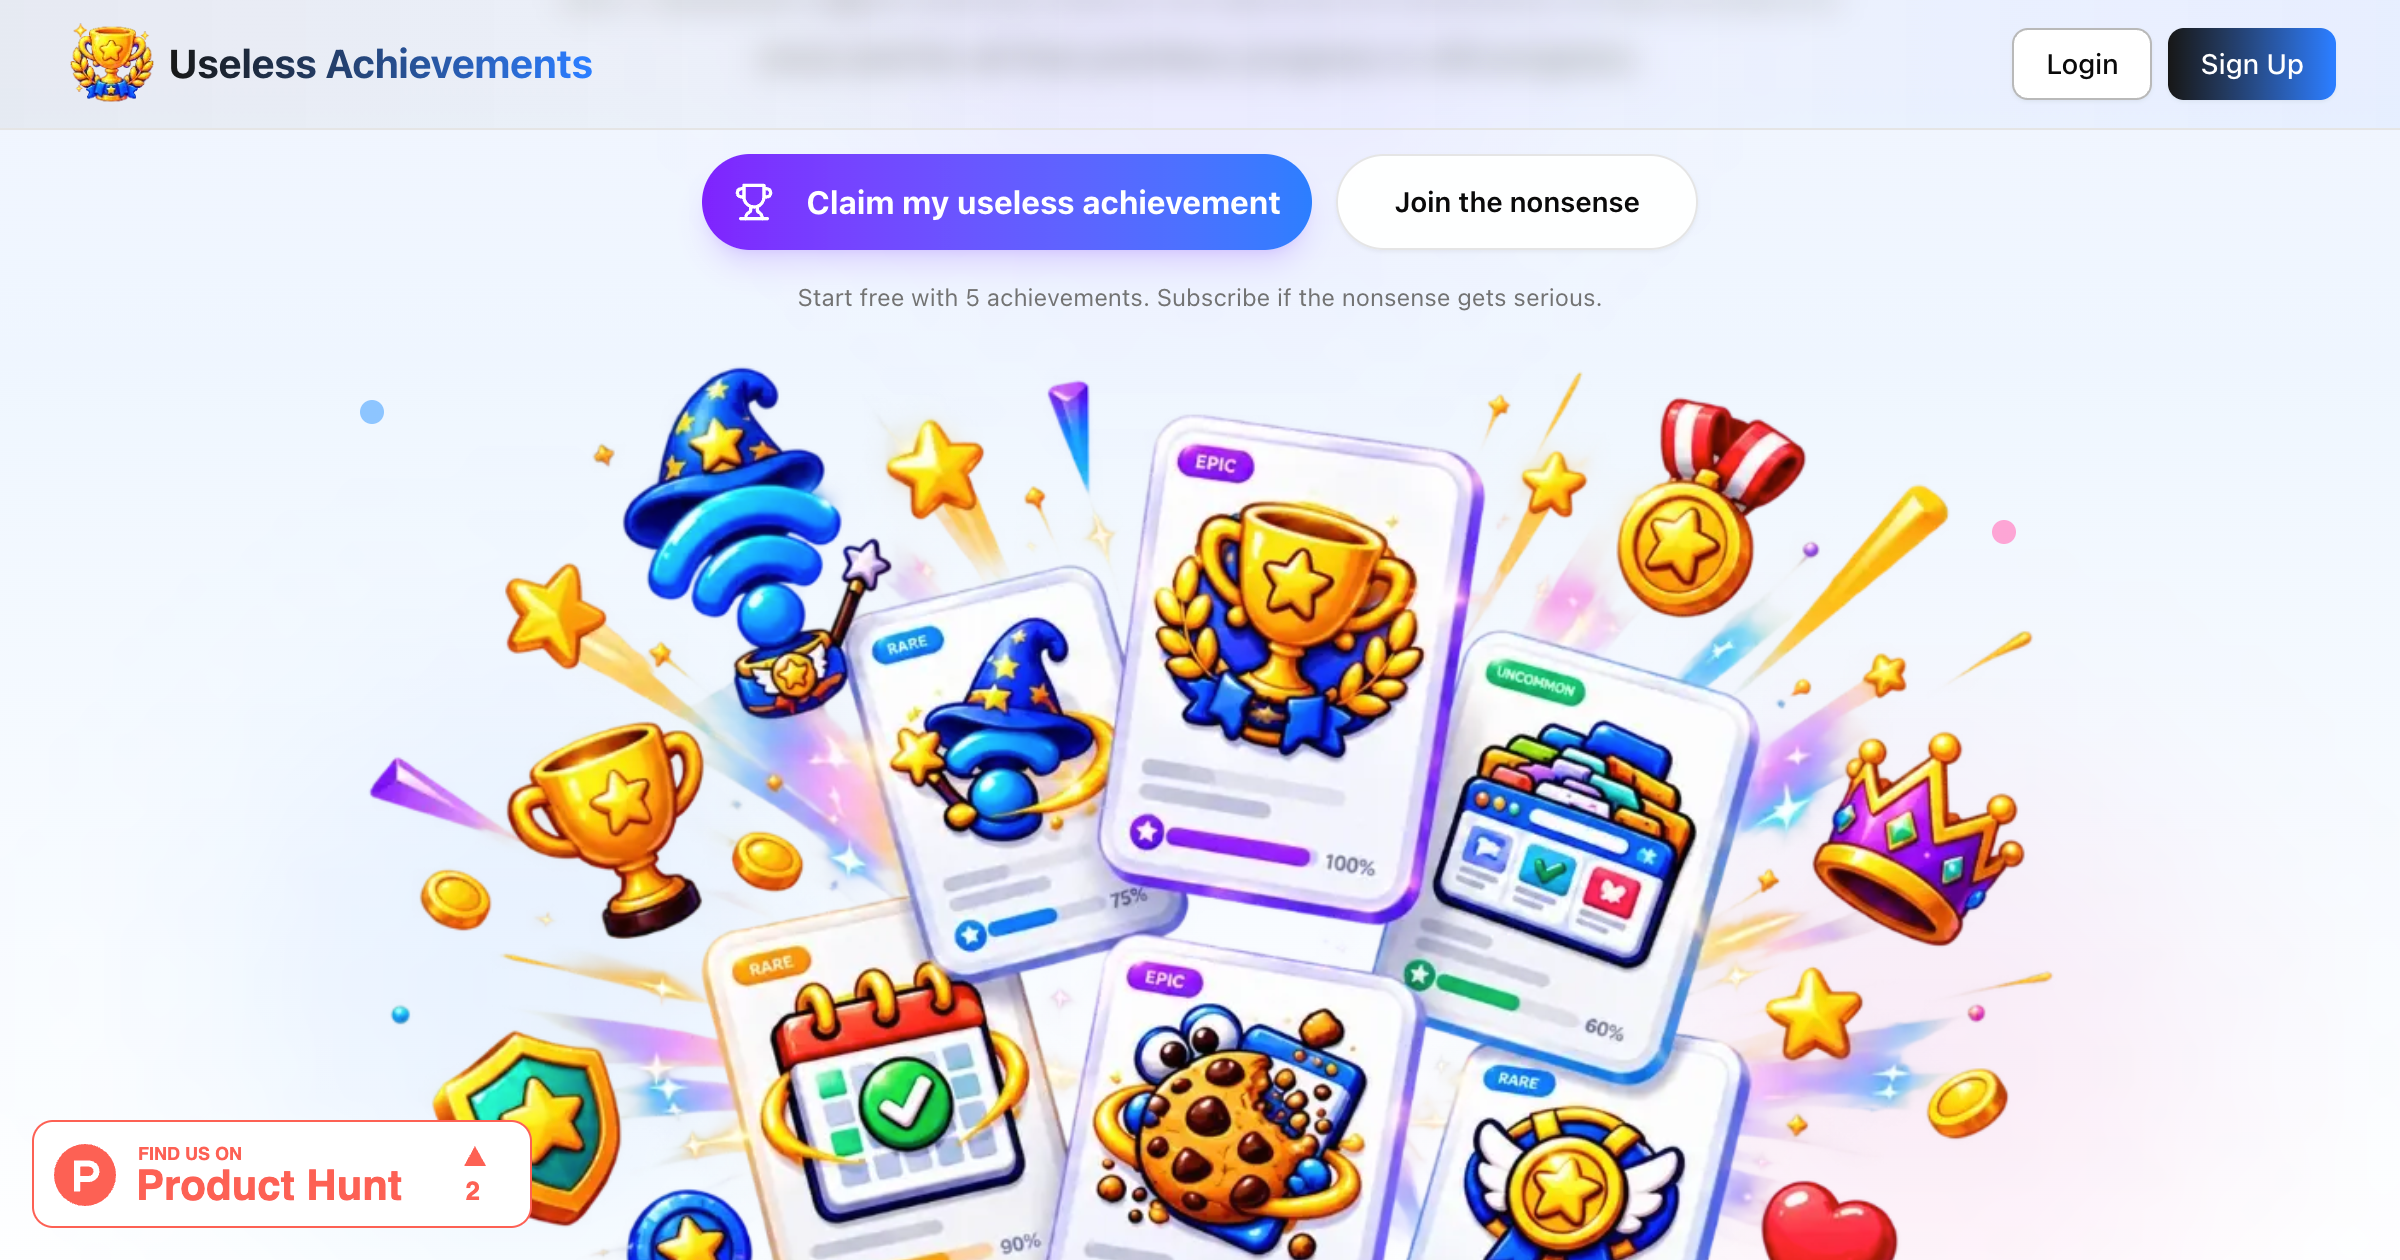 Useless Achievements
Login
Sign Up
Claim my useless achievement
Join the nonsense
Start free with 5 achievements. Subscribe if the nonsense gets serious.
EPIC
RARE
UNCOMMON
100%
75%
60%
RARE
EPIC
RARE
90%
FIND US ON
Product Hunt
2